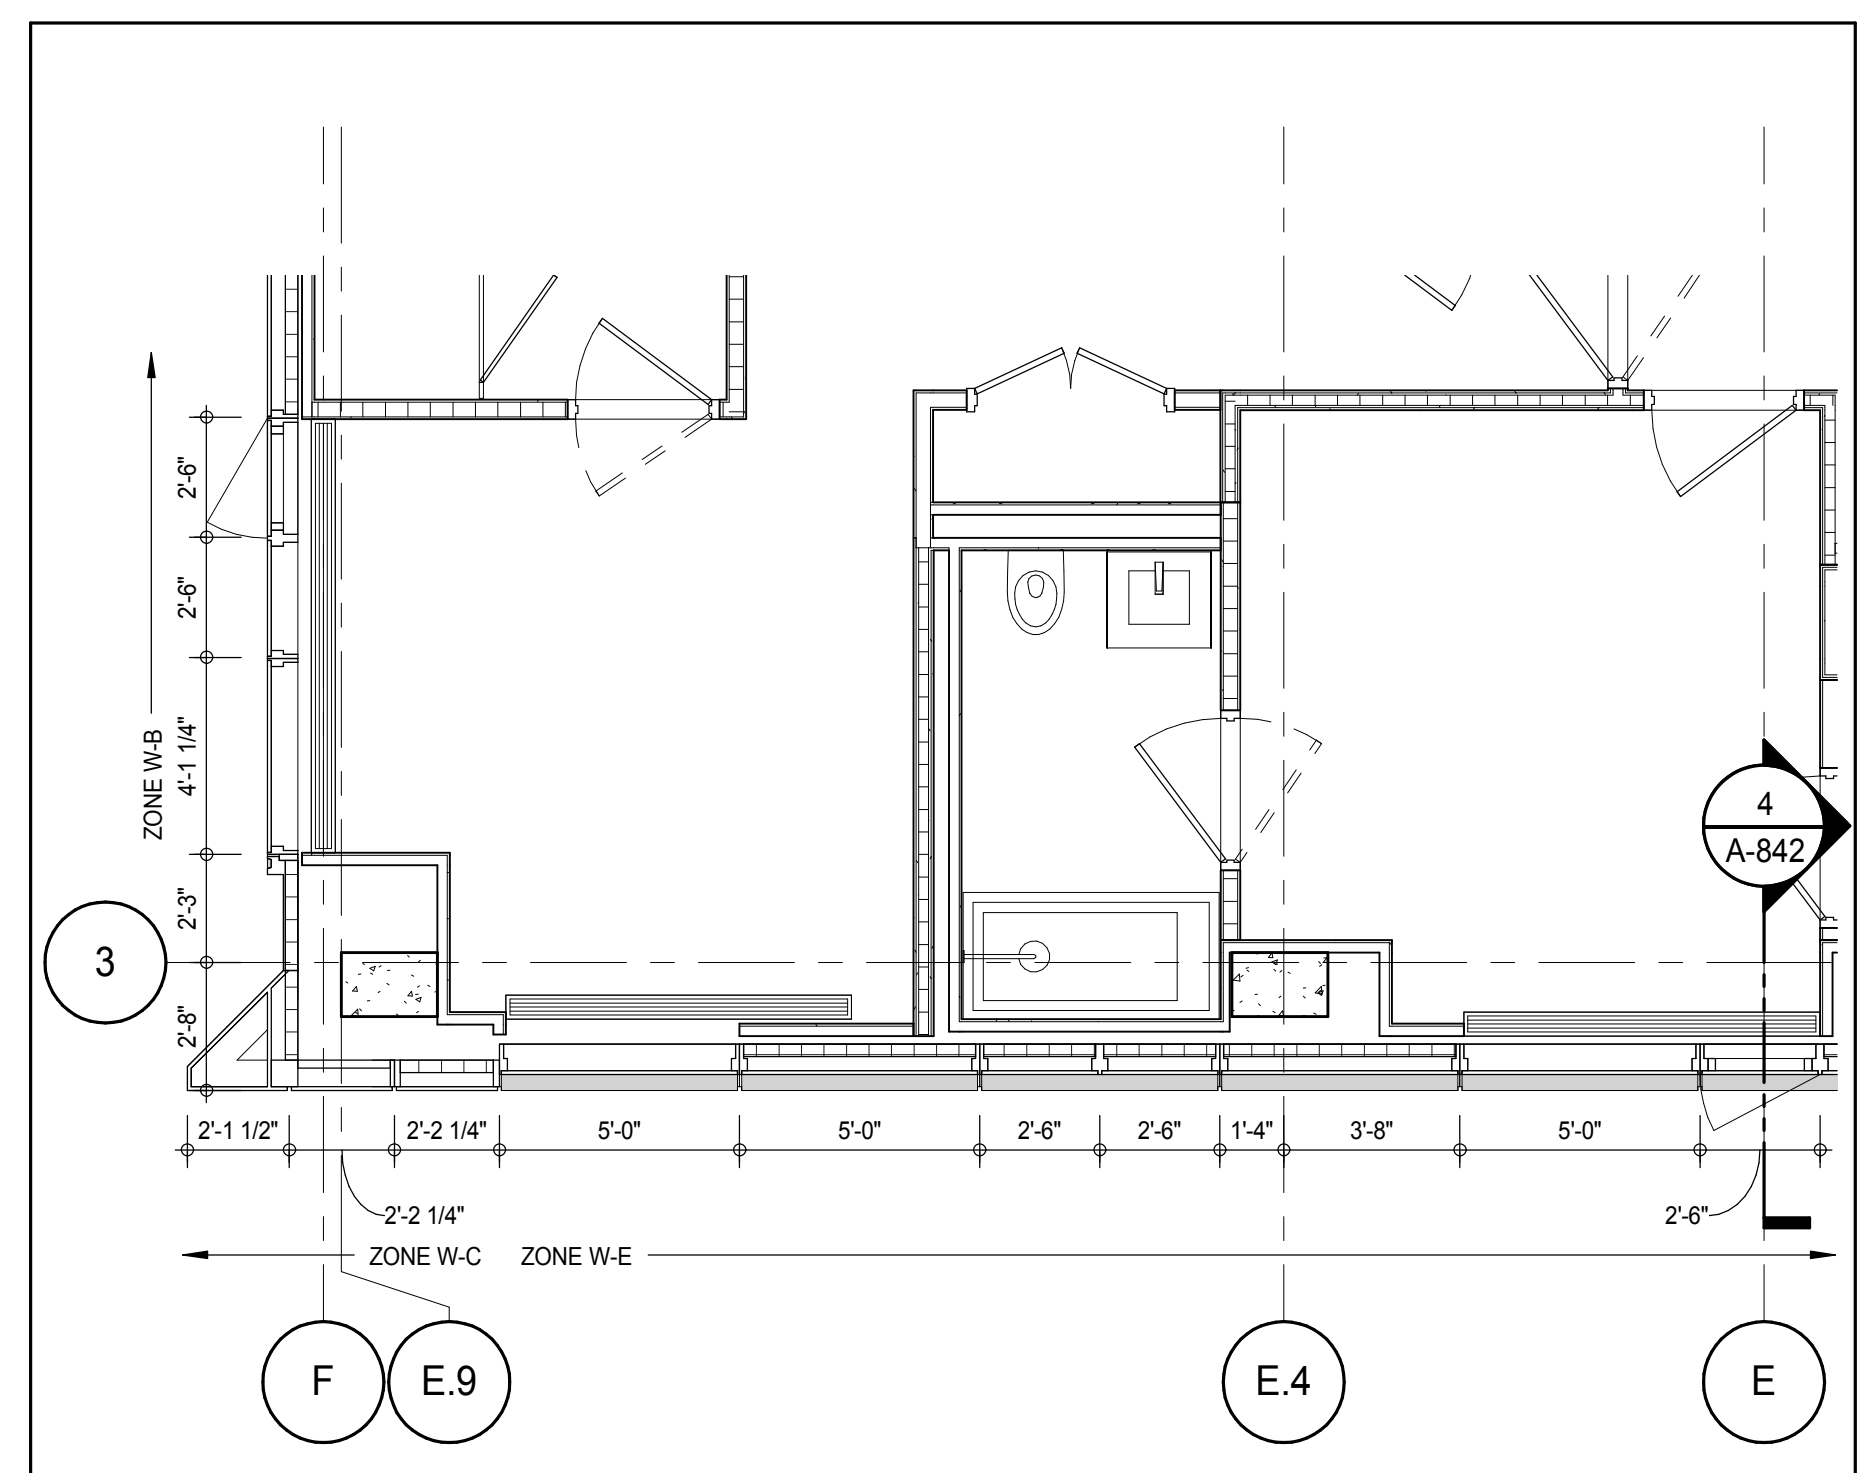 2'-6"
2'-6"
4'-1 1/4"
ZONE W-B
2'-3"
2'-8"
3
4
A-842
2'-1 1/2"
2'-2 1/4"
5'-0"
5'-0"
2'-6"
2'-6"
1'-4"
3'-8"
5'-0"
2'-2 1/4"
2'-6"
ZONE W-C
ZONE W-E
F
E.9
E.4
E